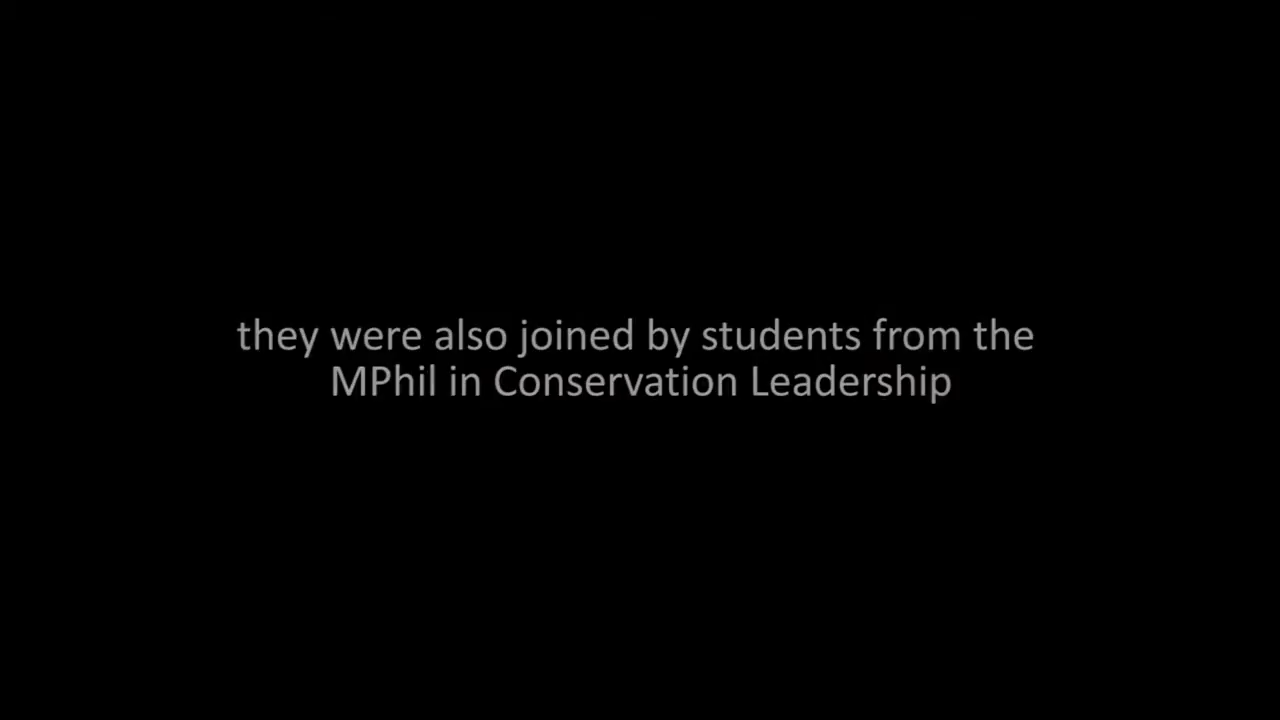 they were also joined by students from the
MPhil in Conservation Leadership